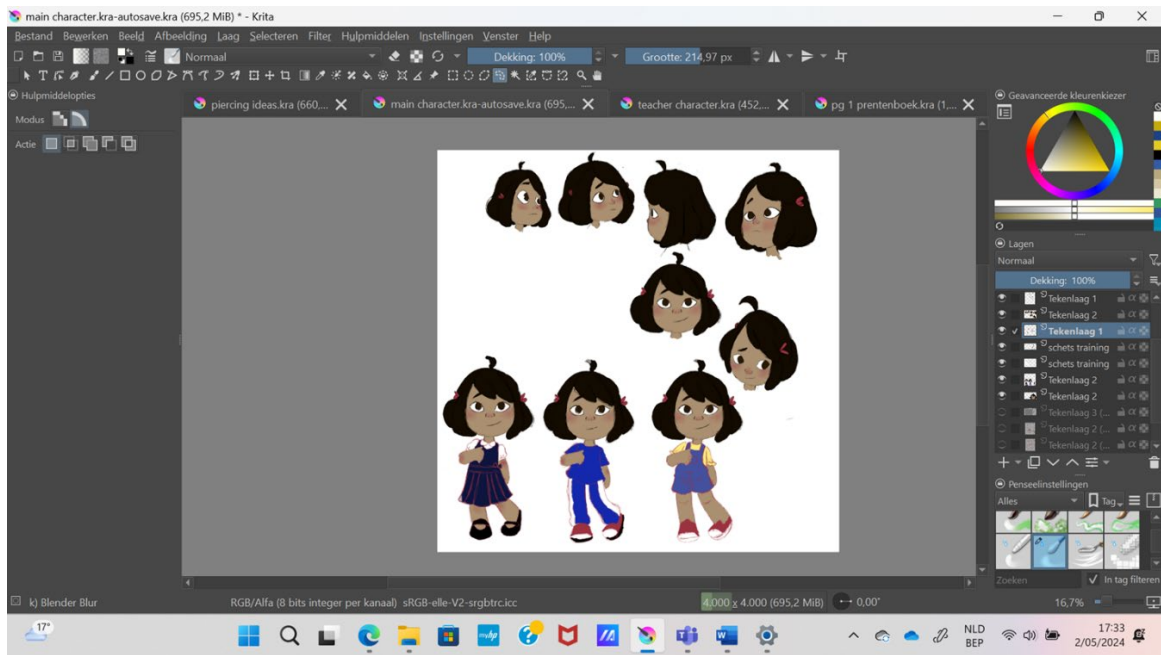 main character.kra-autosave.kra (695,2 MiB) * - Krita
Bestand Bewerken Beeld Afbeelding Laag Selecteren Filter Hulpmiddelen Instellingen Venster Help
Normaal Dekking: 100% Grootte: 214,97 px
Hulpmiddelopties
Modus
Actie
piercing ideas.kra (660,... main character.kra-autosave.kra (695,... teacher character.kra (452,... pg 1 prentenboek.kra (1,...
Geavanceerde kleurenkiezer
Lagen
Normaal
Dekking: 100%
Tekenlaag 1
Tekenlaag 2
Tekenlaag 1
schets training
schets training
Tekenlaag 2
Tekenlaag 2
Tekenlaag 3 (...
Tekenlaag 2 (...
Tekenlaag 2 (...
Penseelinstellingen
Alles Tag
Zoeken In tag filteren
k) Blender Blur RGB/Alfa (8 bits integer per kanaal) sRGB-elle-V2-srgbtrc.icc 4.000 x 4.000 (695,2 MiB) 0,00° 16,7%
17° myhp NLD 17:33
BEP 2/05/2024